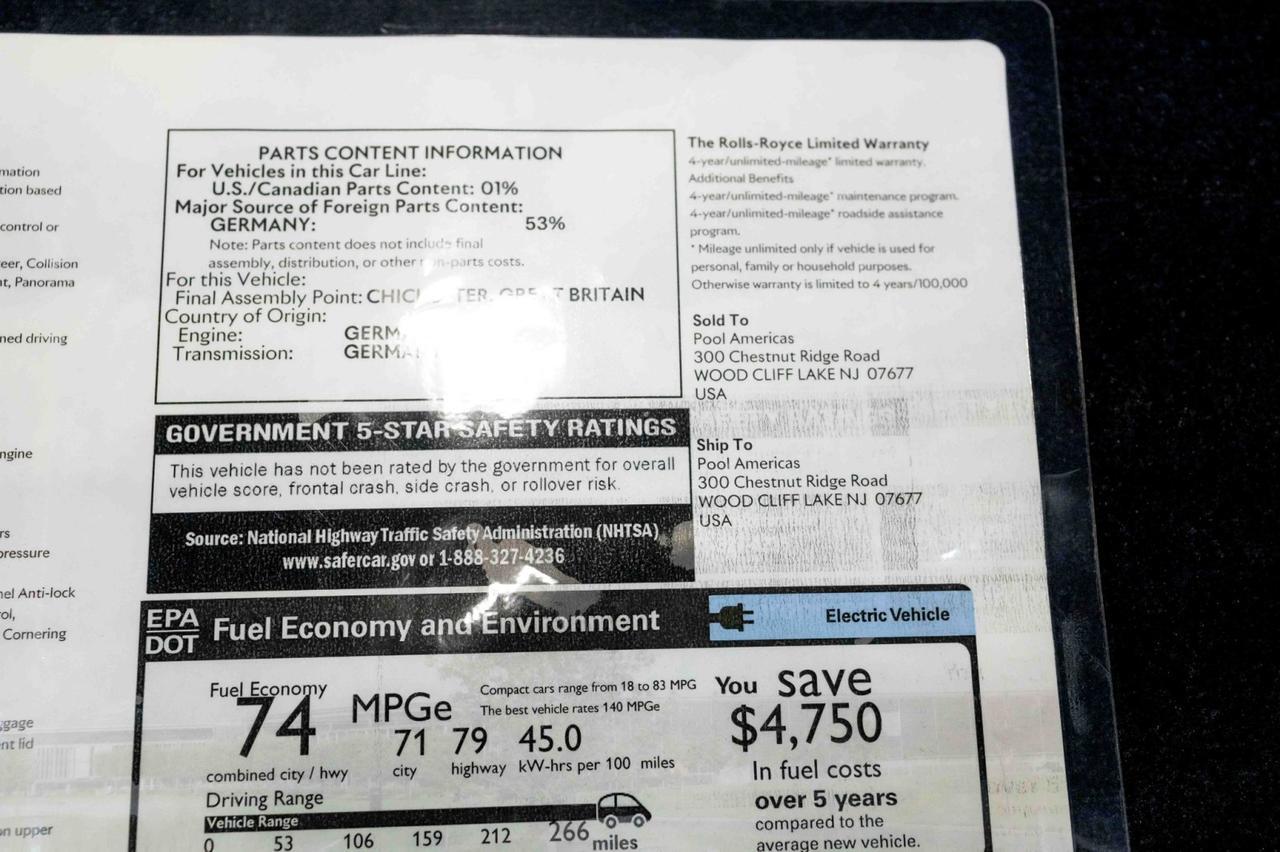 mation
tion based
control or
eer, Collision
t, Panorama
ned driving
ngine
rs
pressure
nel Anti-lock
rol,
Cornering
ggage
nt lid
on upper
PARTS CONTENT INFORMATION
For Vehicles in this Car Line:
U.S./Canadian Parts Content: 01%
Major Source of Foreign Parts Content:
GERMANY: 53%
Note: Parts content does not include final
assembly, distribution, or other non-parts costs.
For this Vehicle:
Final Assembly Point: CHICHESTER, GREAT BRITAIN
Country of Origin:
Engine: GERM
Transmission: GERMA
The Rolls-Royce Limited Warranty
4-year/unlimited-mileage* limited warranty.
Additional Benefits
4-year/unlimited-mileage* maintenance program.
4-year/unlimited-mileage* roadside assistance
program.
* Mileage unlimited only if vehicle is used for
personal, family or household purposes.
Otherwise warranty is limited to 4 years/100,000
Sold To
Pool Americas
300 Chestnut Ridge Road
WOOD CLIFF LAKE NJ 07677
USA
Ship To
Pool Americas
300 Chestnut Ridge Road
WOOD CLIFF LAKE NJ 07677
USA
GOVERNMENT 5-STAR SAFETY RATINGS
This vehicle has not been rated by the government for overall
vehicle score, frontal crash, side crash, or rollover risk.
Source: National Highway Traffic Safety Administration (NHTSA)
www.safercar.gov or 1-888-327-4236
EPA
DOT
Fuel Economy and Environment
Electric Vehicle
Fuel Economy
74 MPGe
Compact cars range from 18 to 83 MPG
The best vehicle rates 140 MPGe
71 79 45.0
combined city / hwy city highway kW-hrs per 100 miles
You save
$4,750
In fuel costs
over 5 years
compared to the
average new vehicle.
Driving Range
Vehicle Range
0 53 106 159 212 266 miles